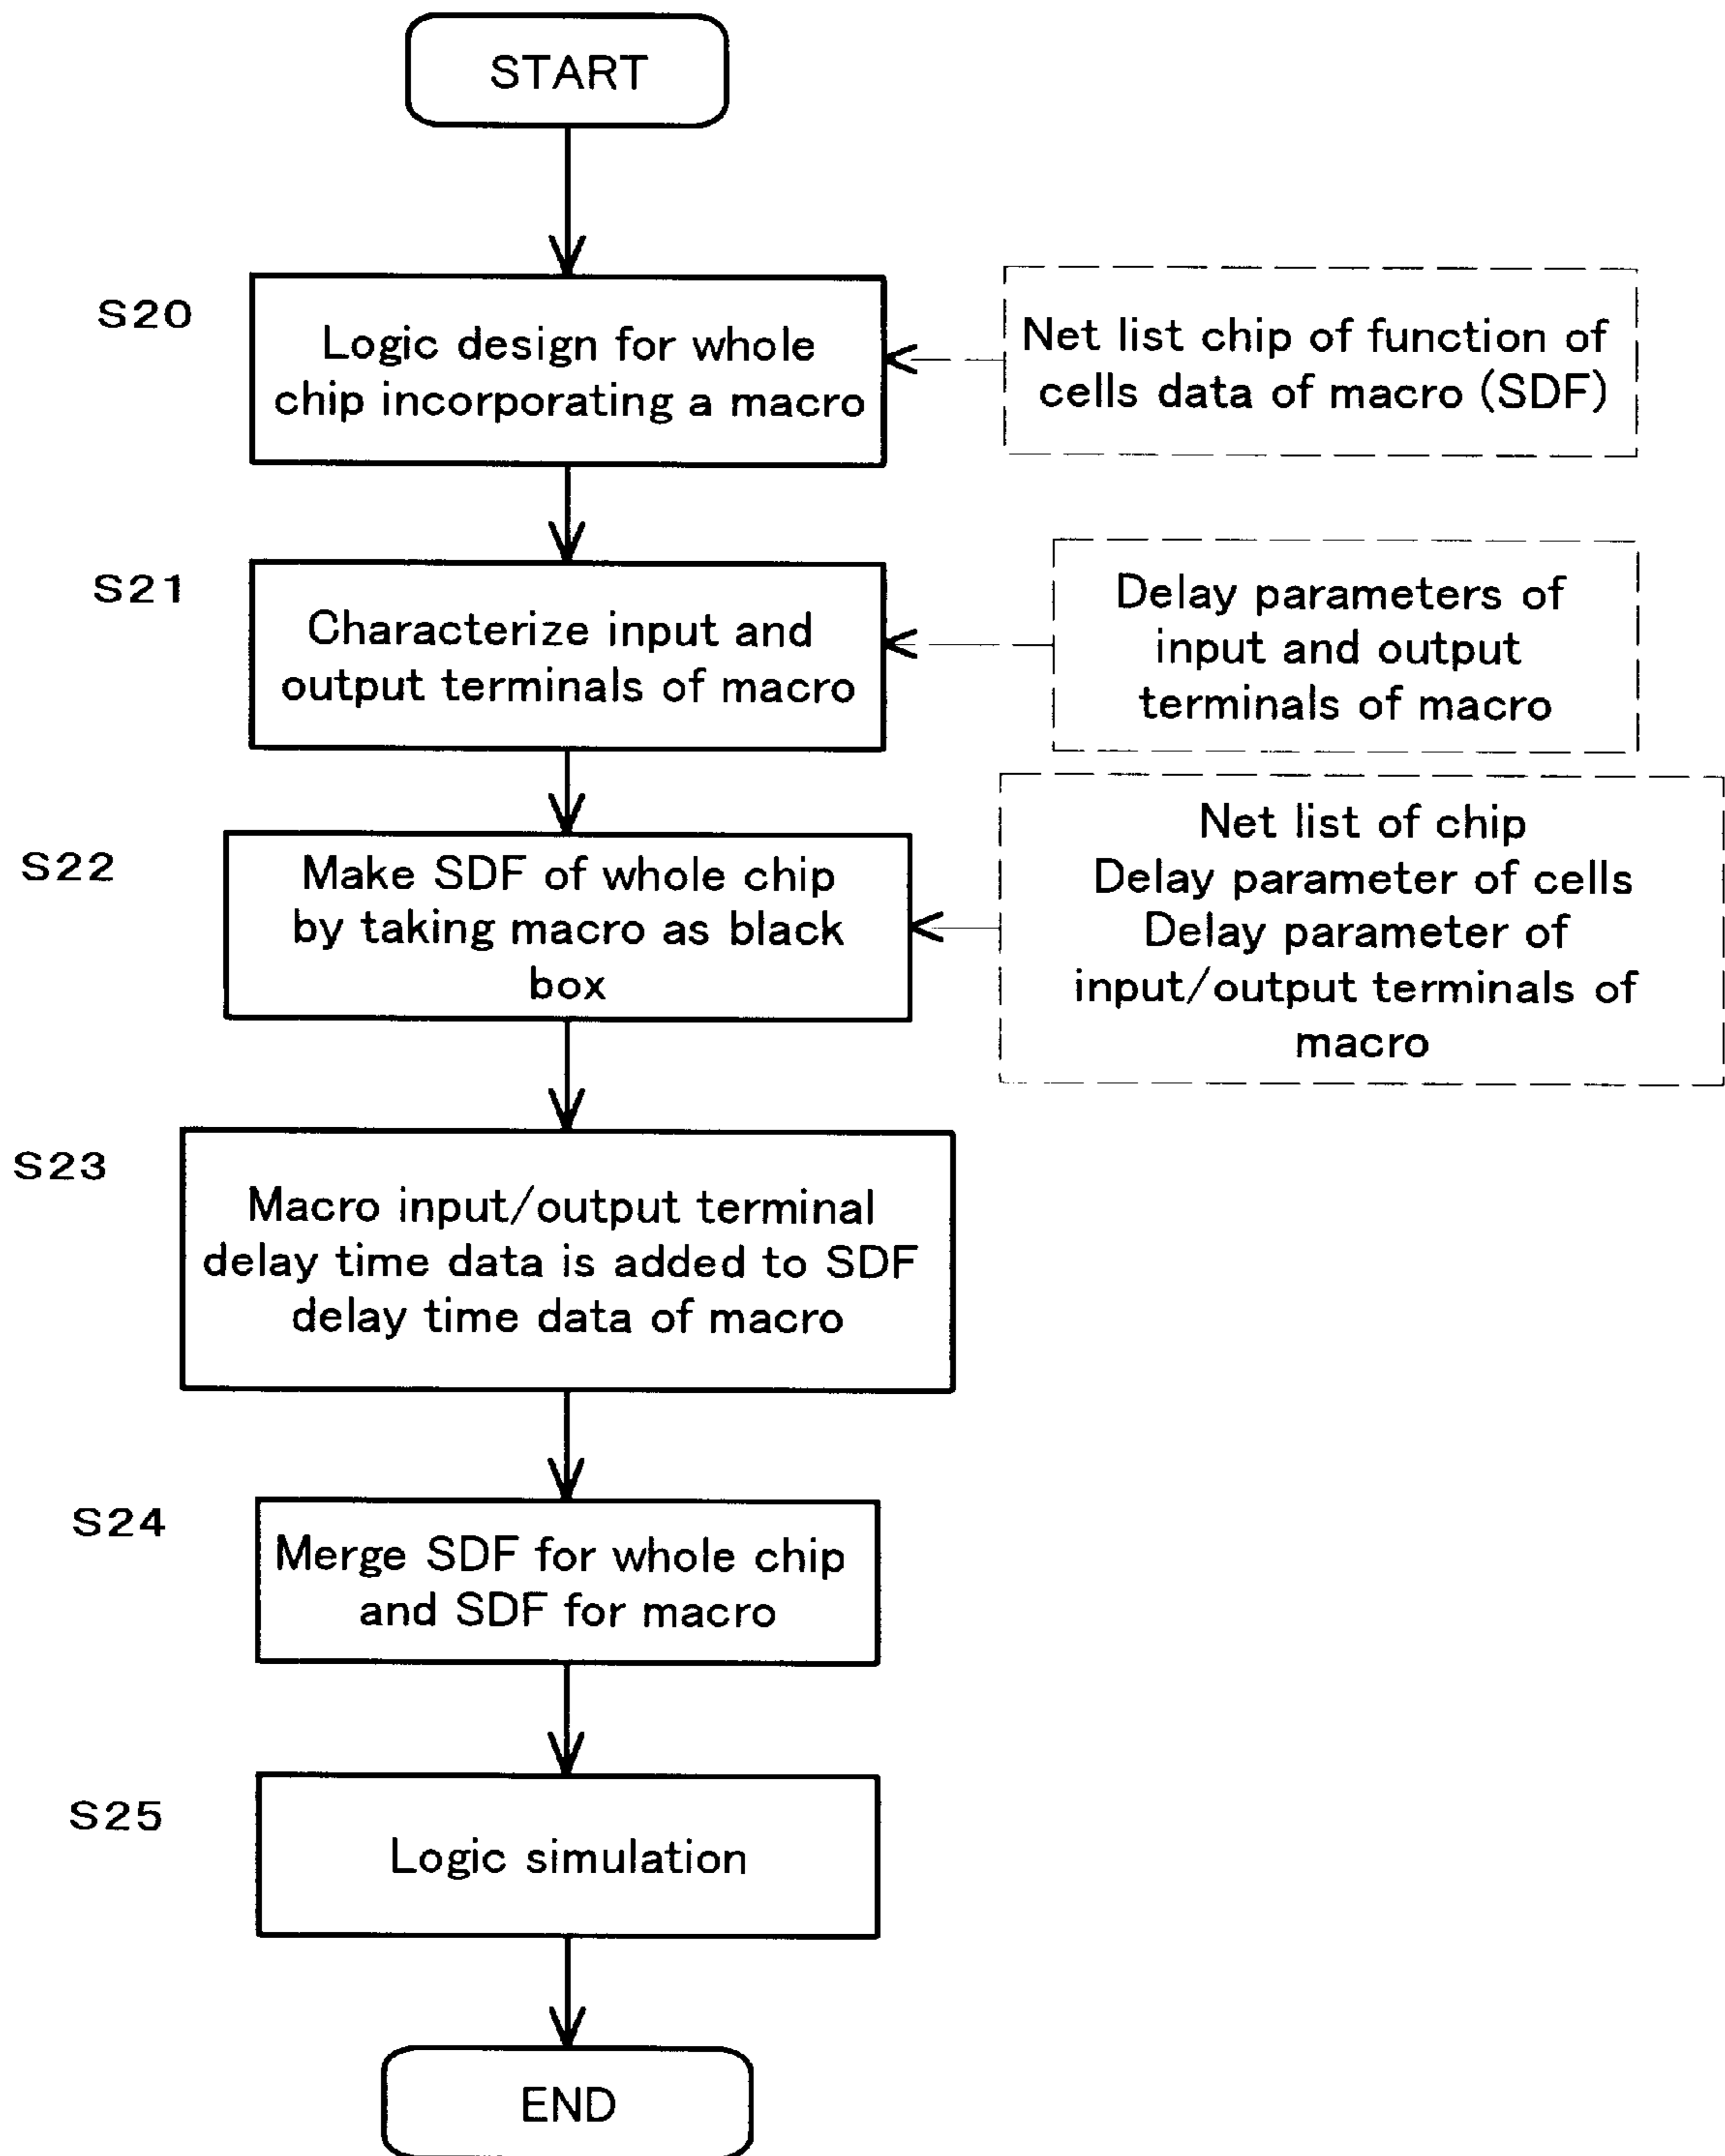 START
S20
Logic design for whole
chip incorporating a macro
Net list chip of function of
cells data of macro (SDF)
S21
Characterize input and
output terminals of macro
Delay parameters of
input and output
terminals of macro
S22
Make SDF of whole chip
by taking macro as black
box
Net list of chip
Delay parameter of cells
Delay parameter of
input/output terminals of
macro
S23
Macro input/output terminal
delay time data is added to SDF
delay time data of macro
S24
Merge SDF for whole chip
and SDF for macro
S25
Logic simulation
END